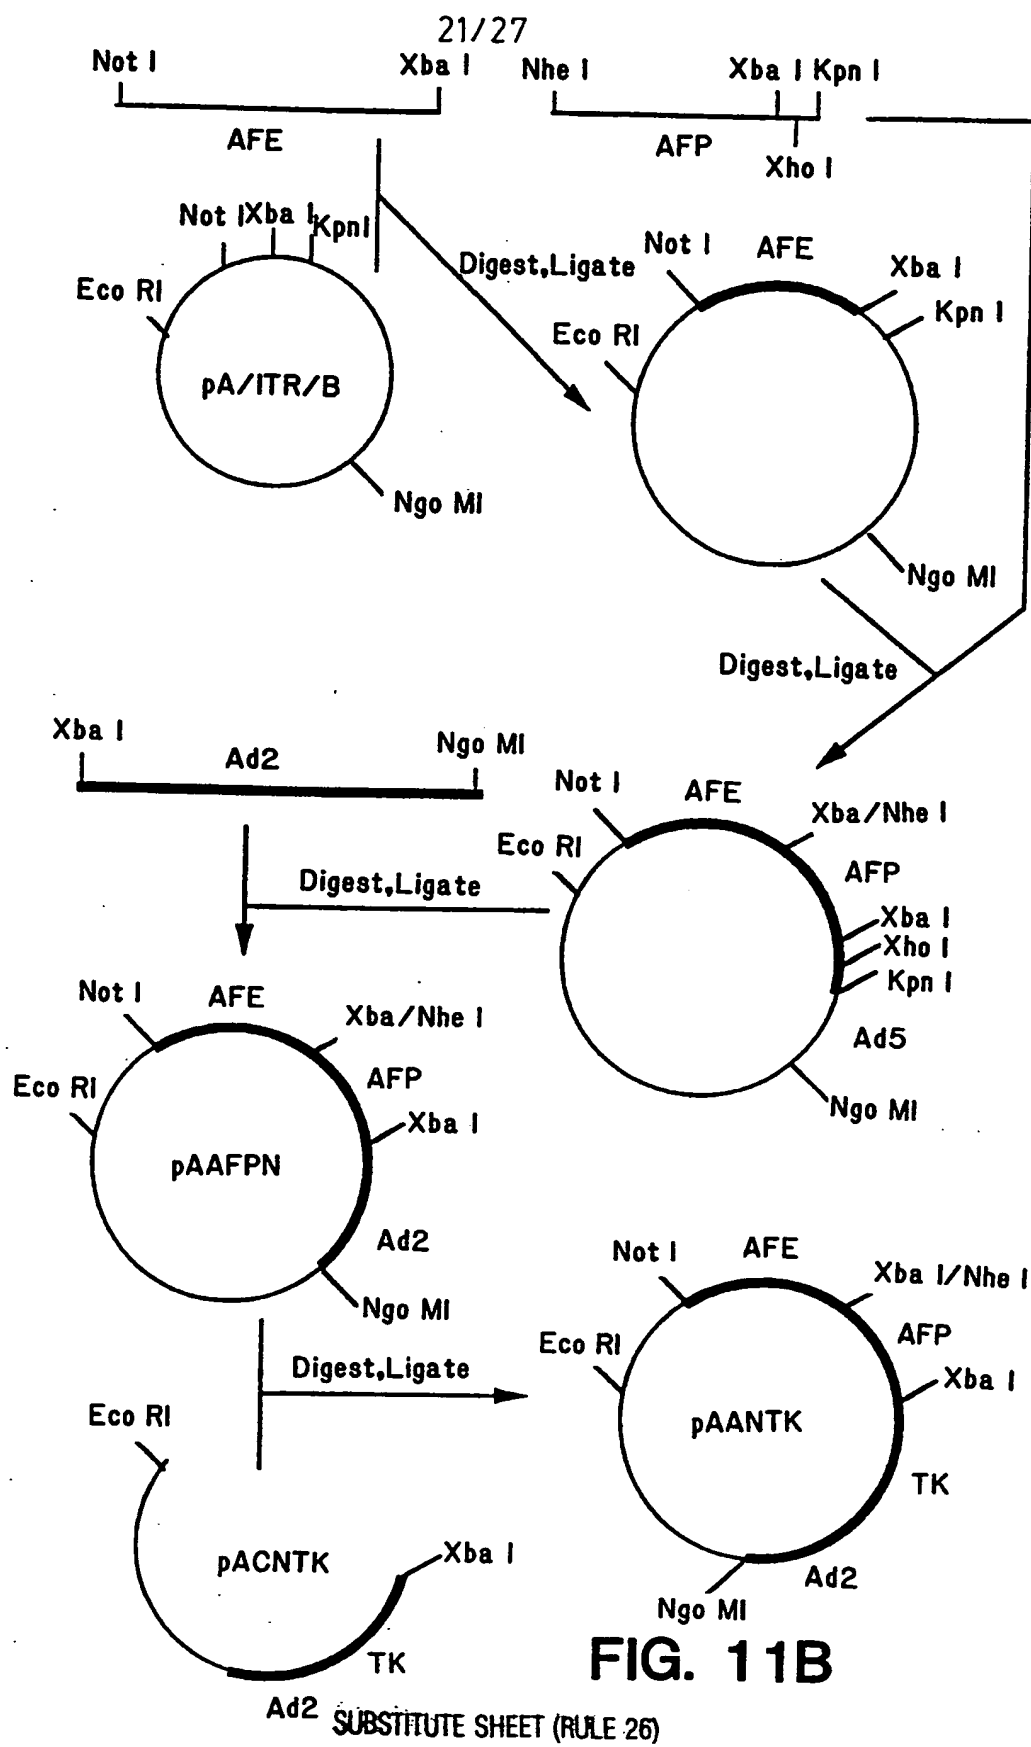 21/27
Not I
Xba I
Nhe I
Xba I
Kpn I
AFE
AFP
Xho I
Not I
Xba I
KpnI
Eco RI
pA/ITR/B
Ngo MI
Digest,Ligate
Not I
AFE
Xba I
Kpn I
Eco RI
Ngo MI
Digest,Ligate
Xba I
Ad2
Ngo MI
Digest,Ligate
Not I
AFE
Xba/Nhe I
Eco RI
AFP
Xba I
Xho I
Kpn I
Ad5
Ngo MI
Not I
AFE
Xba/Nhe I
Eco RI
AFP
Xba I
pAAFPN
Ad2
Ngo MI
Digest,Ligate
Eco RI
pACNTK
Xba I
TK
Ad2
Not I
AFE
Xba I/Nhe I
AFP
Eco RI
Xba I
pAANTK
TK
Ad2
Ngo MI
FIG. 11B
SUBSTITUTE SHEET (RULE 26)